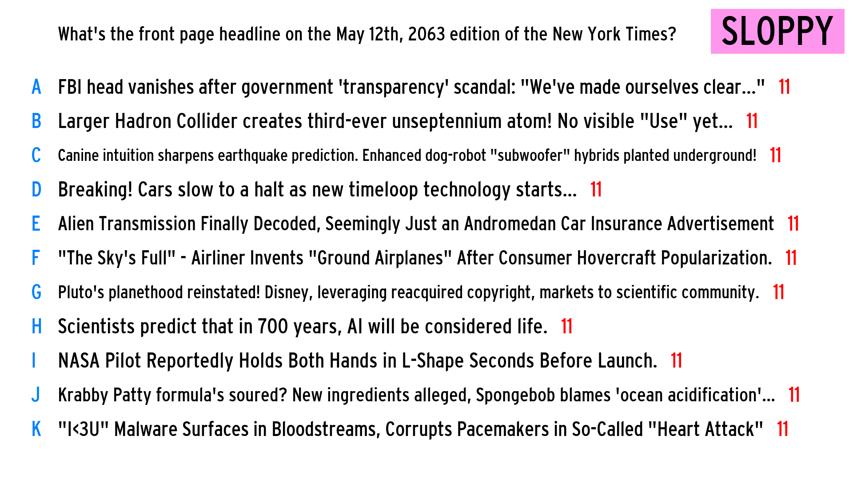 What's the front page headline on the May 12th, 2063 edition of the New York Times? SLOPPY
A FBI head vanishes after government 'transparency' scandal: "We've made ourselves clear..." 11
B Larger Hadron Collider creates third-ever unseptennium atom! No visible "Use" yet... 11
C Canine intuition sharpens earthquake prediction. Enhanced dog-robot "subwoofer" hybrids planted underground! 11
D Breaking! Cars slow to a halt as new timeloop technology starts... 11
E Alien Transmission Finally Decoded, Seemingly Just an Andromedan Car Insurance Advertisement 11
F "The Sky's Full" - Airliner Invents "Ground Airplanes" After Consumer Hovercraft Popularization. 11
G Pluto's planethood reinstated! Disney, leveraging reacquired copyright, markets to scientific community. 11
H Scientists predict that in 700 years, AI will be considered life. 11
I NASA Pilot Reportedly Holds Both Hands in L-Shape Seconds Before Launch. 11
J Krabby Patty formula's soured? New ingredients alleged, Spongebob blames 'ocean acidification'... 11
K "I<3U" Malware Surfaces in Bloodstreams, Corrupts Pacemakers in So-Called "Heart Attack" 11